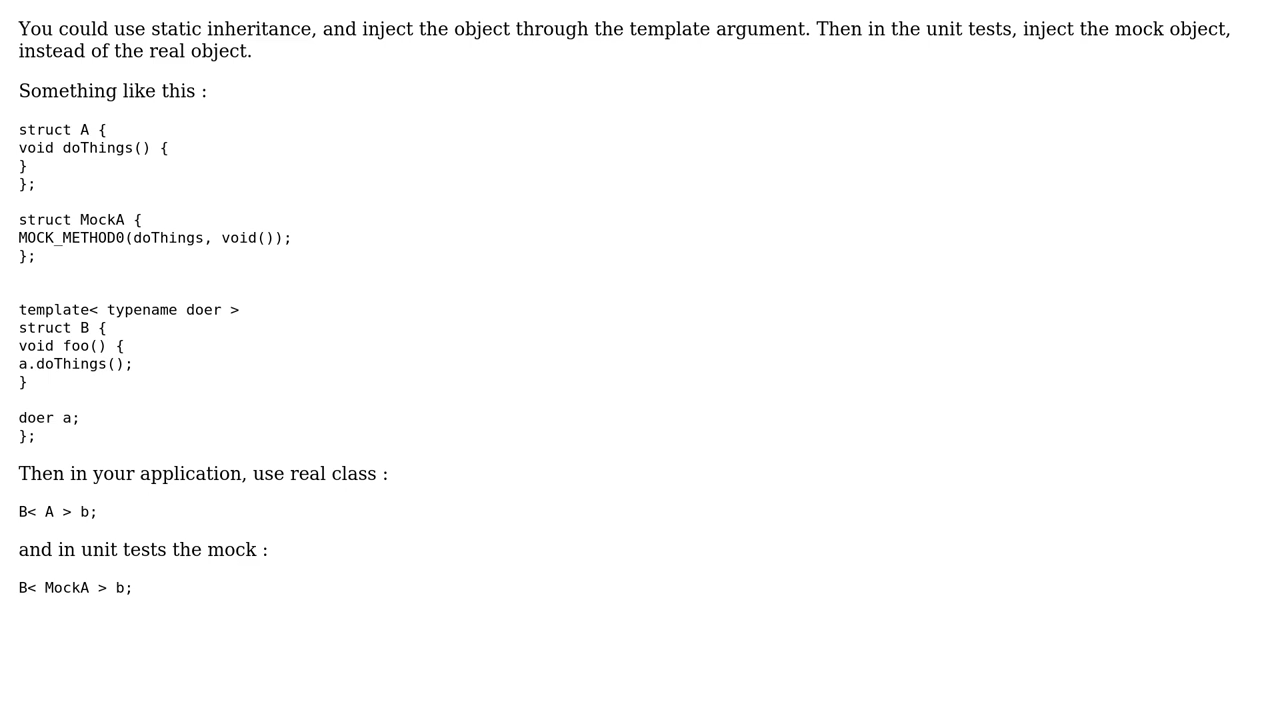 You could use static inheritance, and inject the object through the template argument. Then in the unit tests, inject the mock object,
instead of the real object.
Something like this :
struct A {
void doThings() {
}
};
struct MockA {
MOCK_METHOD0(doThings, void());
};
template< typename doer >
struct B {
void foo() {
a.doThings();
}
doer a;
};
Then in your application, use real class :
B< A > b;
and in unit tests the mock :
B< MockA > b;